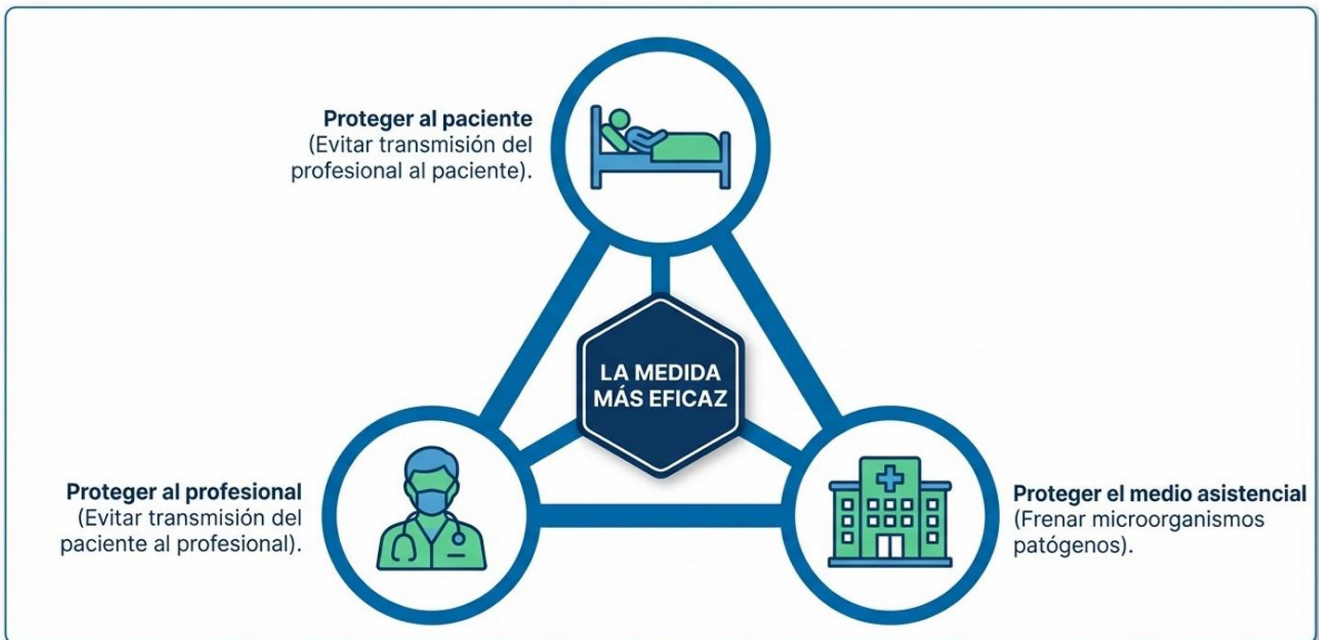 Proteger al paciente
(Evitar transmisión del
profesional al paciente).
LA MEDIDA
MÁS EFICAZ
Proteger al profesional
(Evitar transmisión del
paciente al profesional).
Proteger el medio asistencial
(Frenar microorganismos
patógenos).